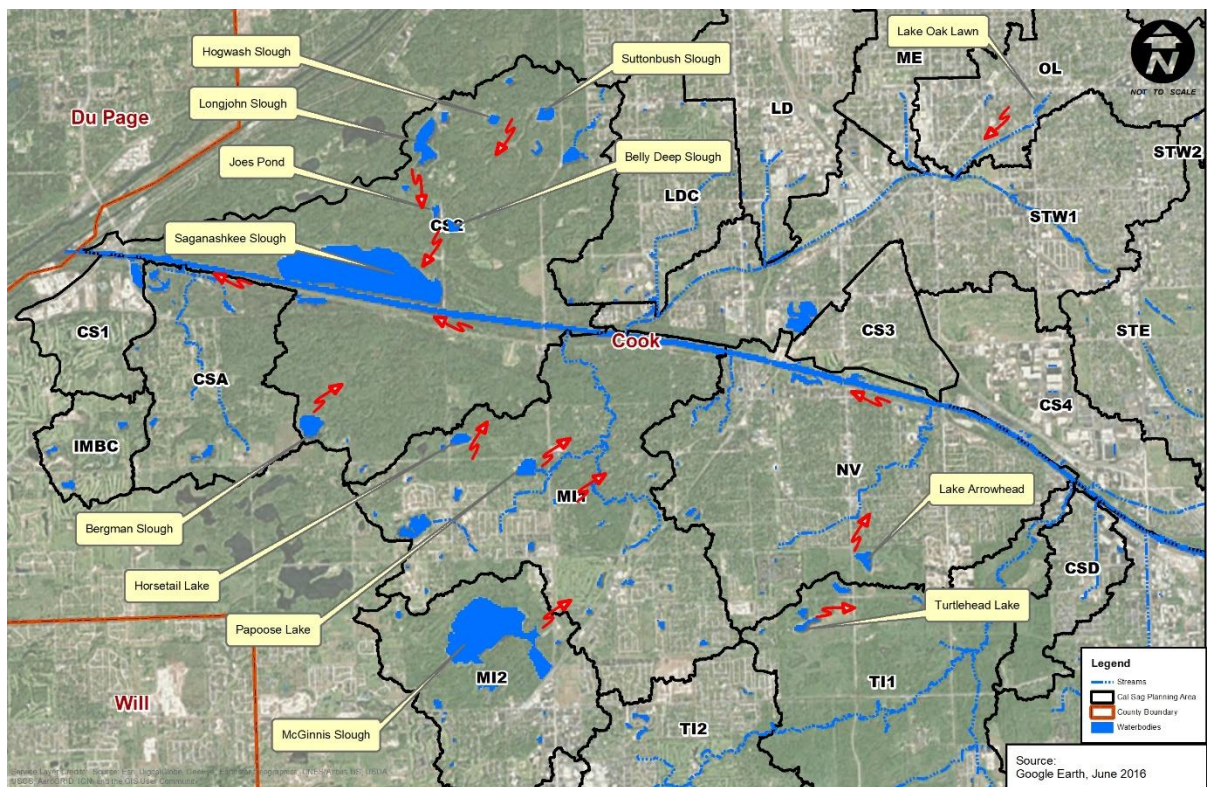 Hogwash Slough
Suttonbush Slough
Lake Oak Lawn
ME
OL
N
NOT TO SCALE
Longjohn Slough
Du Page
LD
Joes Pond
Belly Deep Slough
STW2
LDC
CS2
STW1
Saganashkee Slough
CS1
Cook
CS3
STE
CSA
CS4
IMBC
NV
Lake Arrowhead
MI1
Bergman Slough
Horsetail Lake
CSD
Turtlehead Lake
Papoose Lake
MI2
TI1
Will
TI2
McGinnis Slough
Legend
Streams
Cal Sag Planning Area
County Boundary
Waterbodies
Source:
Google Earth, June 2016